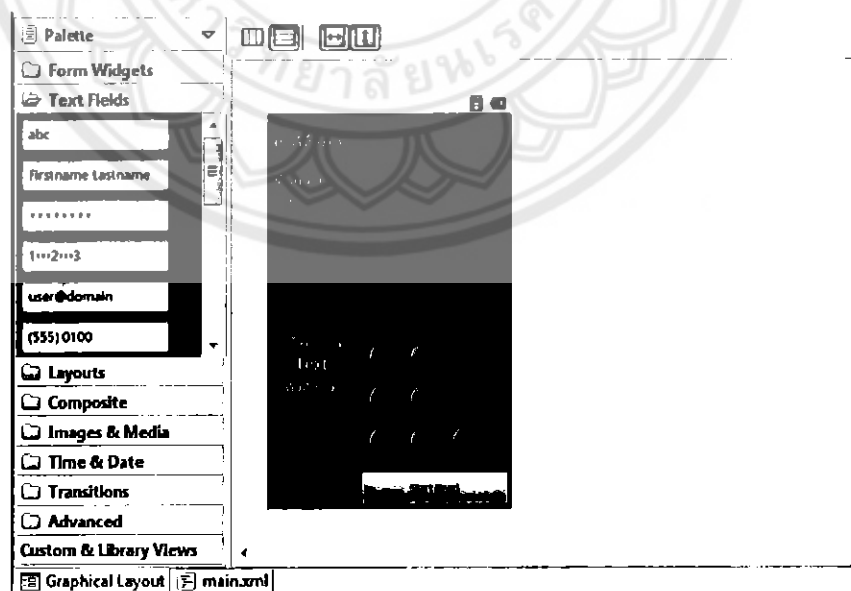 Palette
Form Widgets
Text Fields
abc
Firstname Lastname
........
1...2...3
user@domain
(555) 0100
Layouts
Composite
Images & Media
Time & Date
Transitions
Advanced
Custom & Library Views
Text
Graphical Layout
main.xml